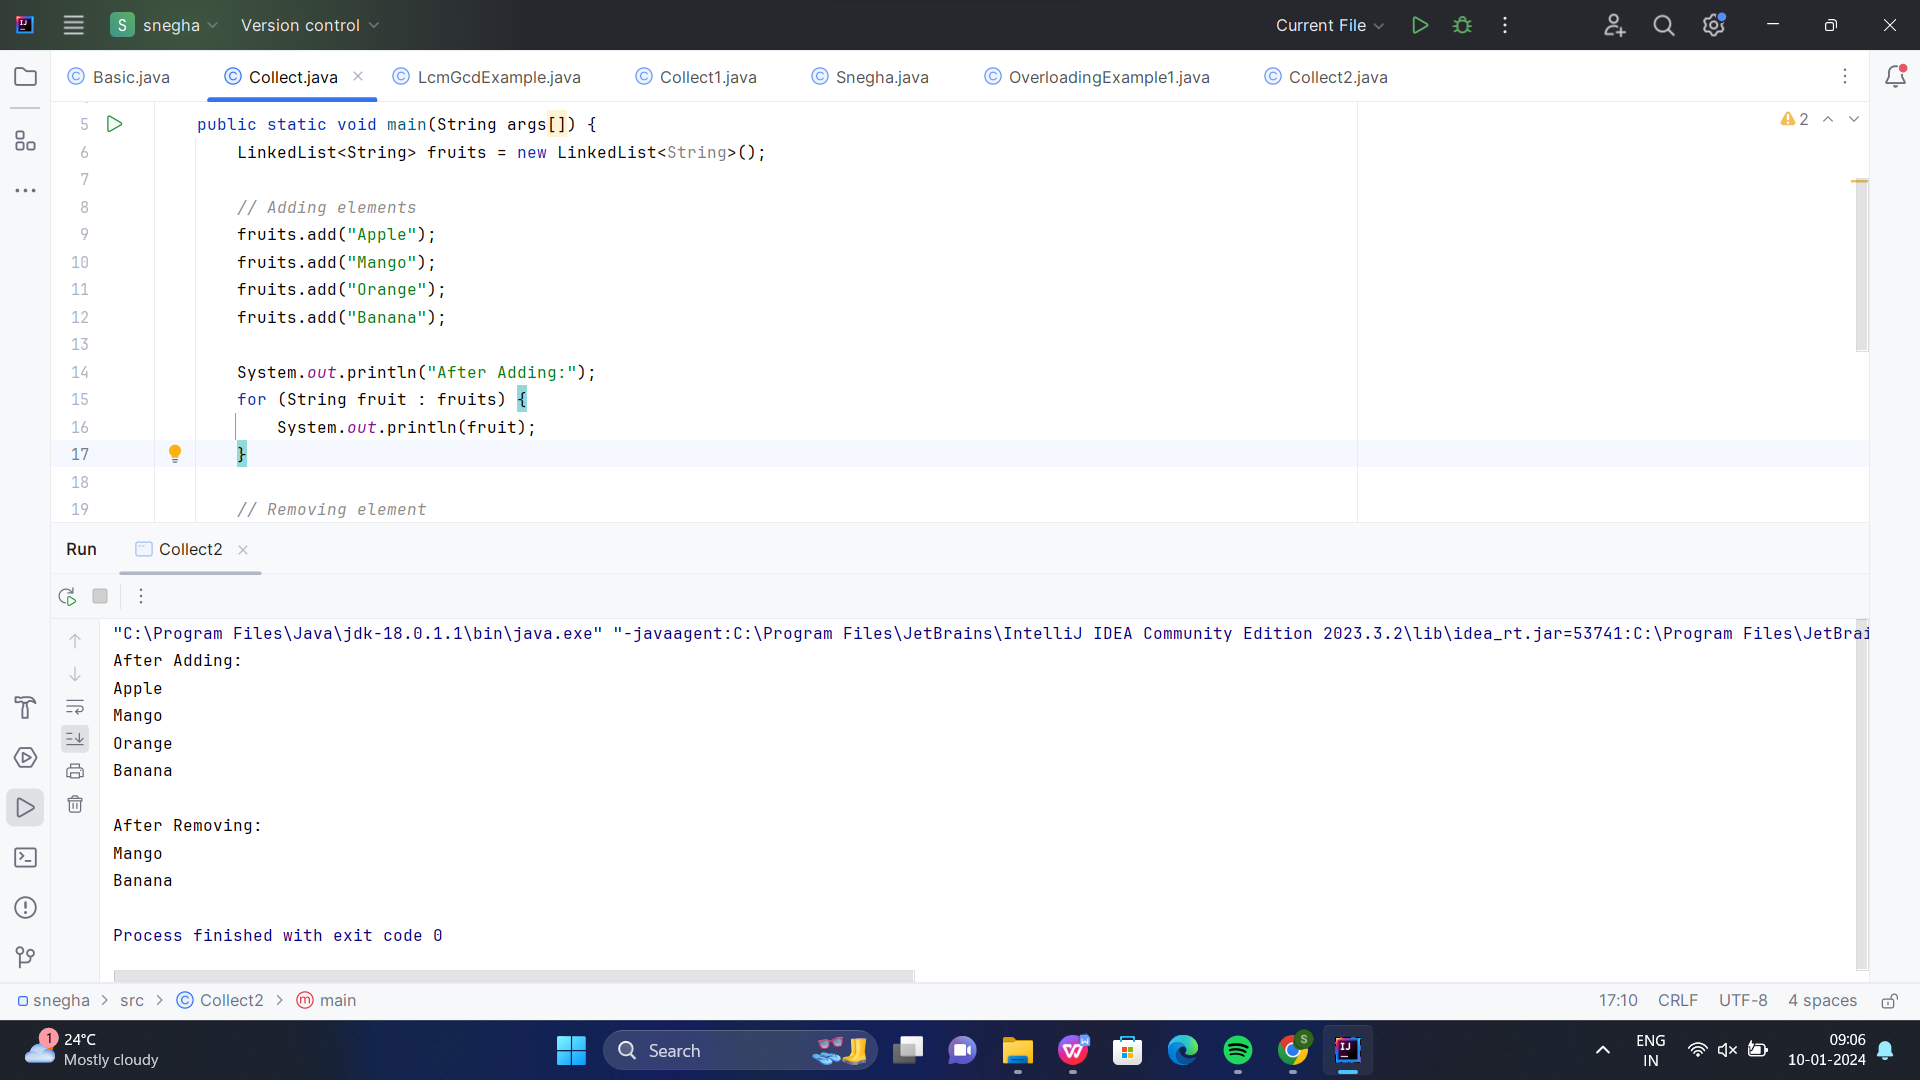 S snegha Version control Current File
Basic.java Collect.java LcmGcdExample.java Collect1.java Snegha.java OverloadingExample1.java Collect2.java
5 public static void main(String args[]) { 2
6 LinkedList<String> fruits = new LinkedList<String>();
7
8 // Adding elements
9 fruits.add("Apple");
10 fruits.add("Mango");
11 fruits.add("Orange");
12 fruits.add("Banana");
13
14 System.out.println("After Adding:");
15 for (String fruit : fruits) {
16 System.out.println(fruit);
17 }
18
19 // Removing element
Run Collect2
"C:\Program Files\Java\jdk-18.0.1.1\bin\java.exe" "-javaagent:C:\Program Files\JetBrains\IntelliJ IDEA Community Edition 2023.3.2\lib\idea_rt.jar=53741:C:\Program Files\JetBrai
After Adding:
Apple
Mango
Orange
Banana
After Removing:
Mango
Banana
Process finished with exit code 0
snegha > src > Collect2 > main 17:10 CRLF UTF-8 4 spaces
1 24°C Mostly cloudy
Search
ENG IN
09:06
10-01-2024